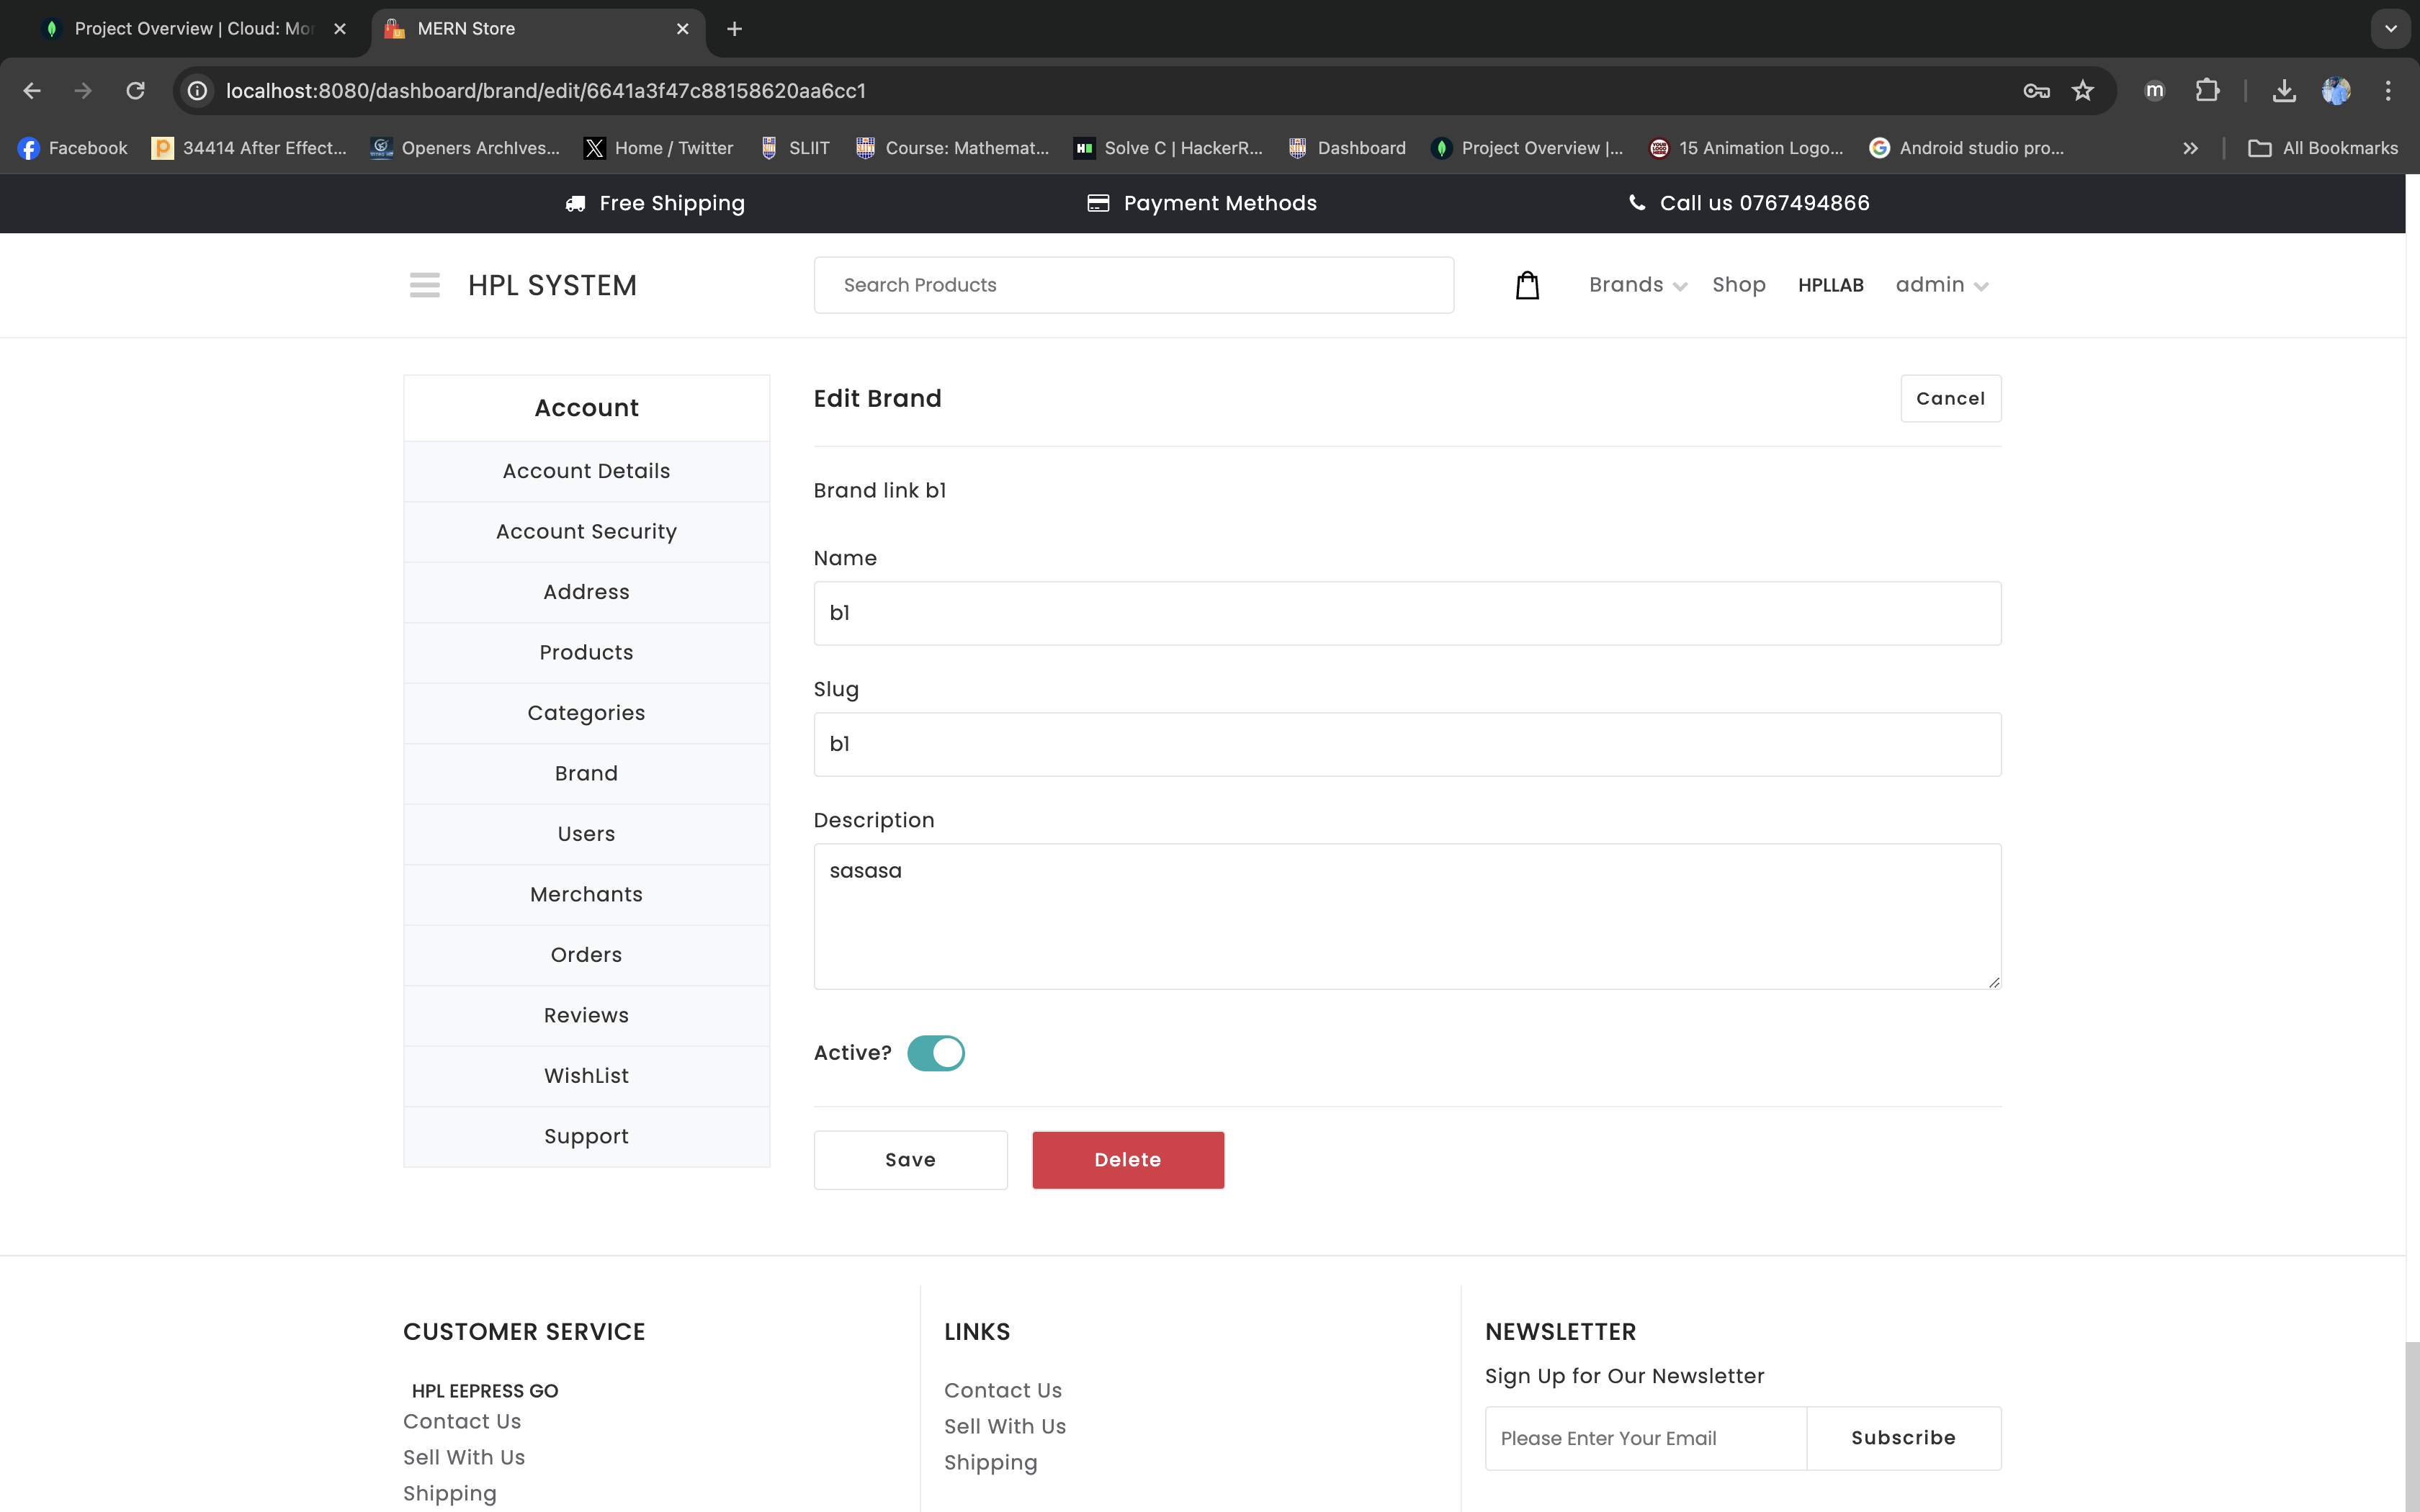 Project Overview | Cloud: Mon
MERN Store
localhost:8080/dashboard/brand/edit/6641a3f47c88158620aa6cc1
m
Facebook
34414 After Effect...
Openers ArchIves...
Home / Twitter
SLIIT
Course: Mathemat...
Solve C | HackerR...
Dashboard
Project Overview |...
15 Animation Logo...
Android studio pro...
All Bookmarks
Free Shipping
Payment Methods
Call us 0767494866
HPL SYSTEM
Search Products
Brands
Shop
HPLLAB
admin
Account
Account Details
Account Security
Address
Products
Categories
Brand
Users
Merchants
Orders
Reviews
WishList
Support
Edit Brand
Cancel
Brand link b1
Name
b1
Slug
b1
Description
sasasa
Active?
Save
Delete
CUSTOMER SERVICE
HPL EEPRESS GO
Contact Us
Sell With Us
Shipping
LINKS
Contact Us
Sell With Us
Shipping
NEWSLETTER
Sign Up for Our Newsletter
Please Enter Your Email
Subscribe